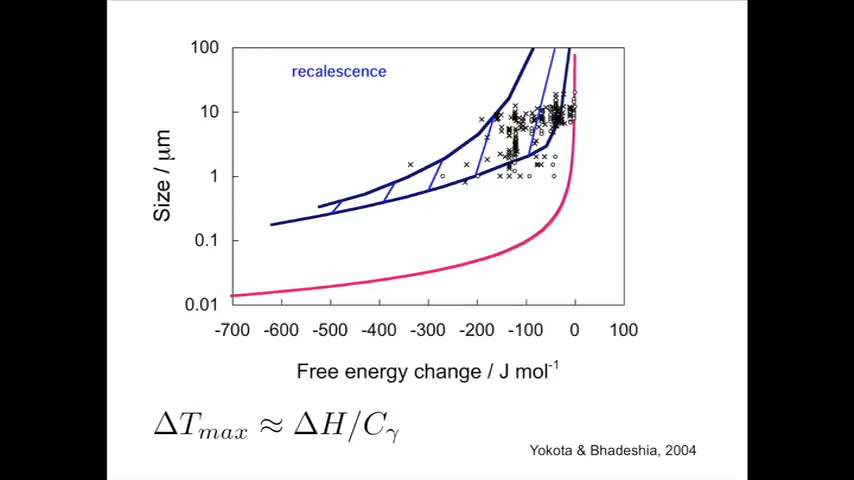 100
recalescence
10
1
0.1
0.01
Size / μm
-700 -600 -500 -400 -300 -200 -100 0 100
Free energy change / J mol⁻¹
ΔT_max ≈ ΔH/C_γ
Yokota & Bhadeshia, 2004